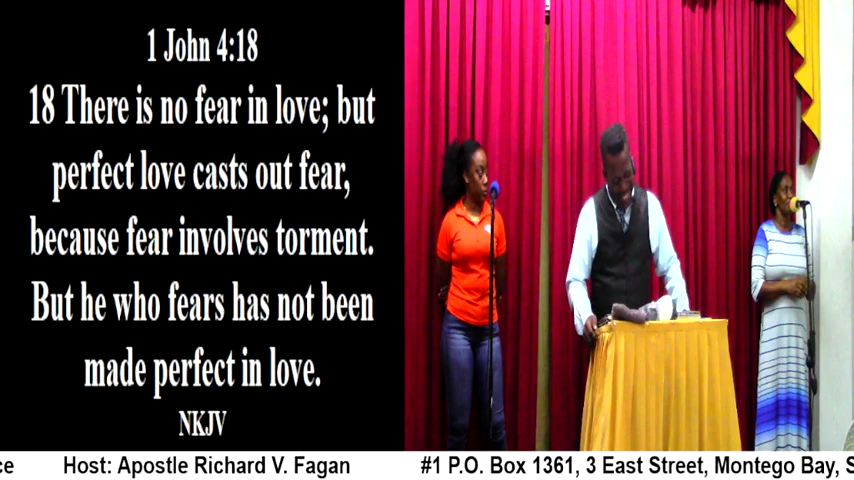 1 John 4:18
18 There is no fear in love; but
perfect love casts out fear,
because fear involves torment.
But he who fears has not been
made perfect in love.
NKJV
ce Host: Apostle Richard V. Fagan #1 P.O. Box 1361, 3 East Street, Montego Bay, S